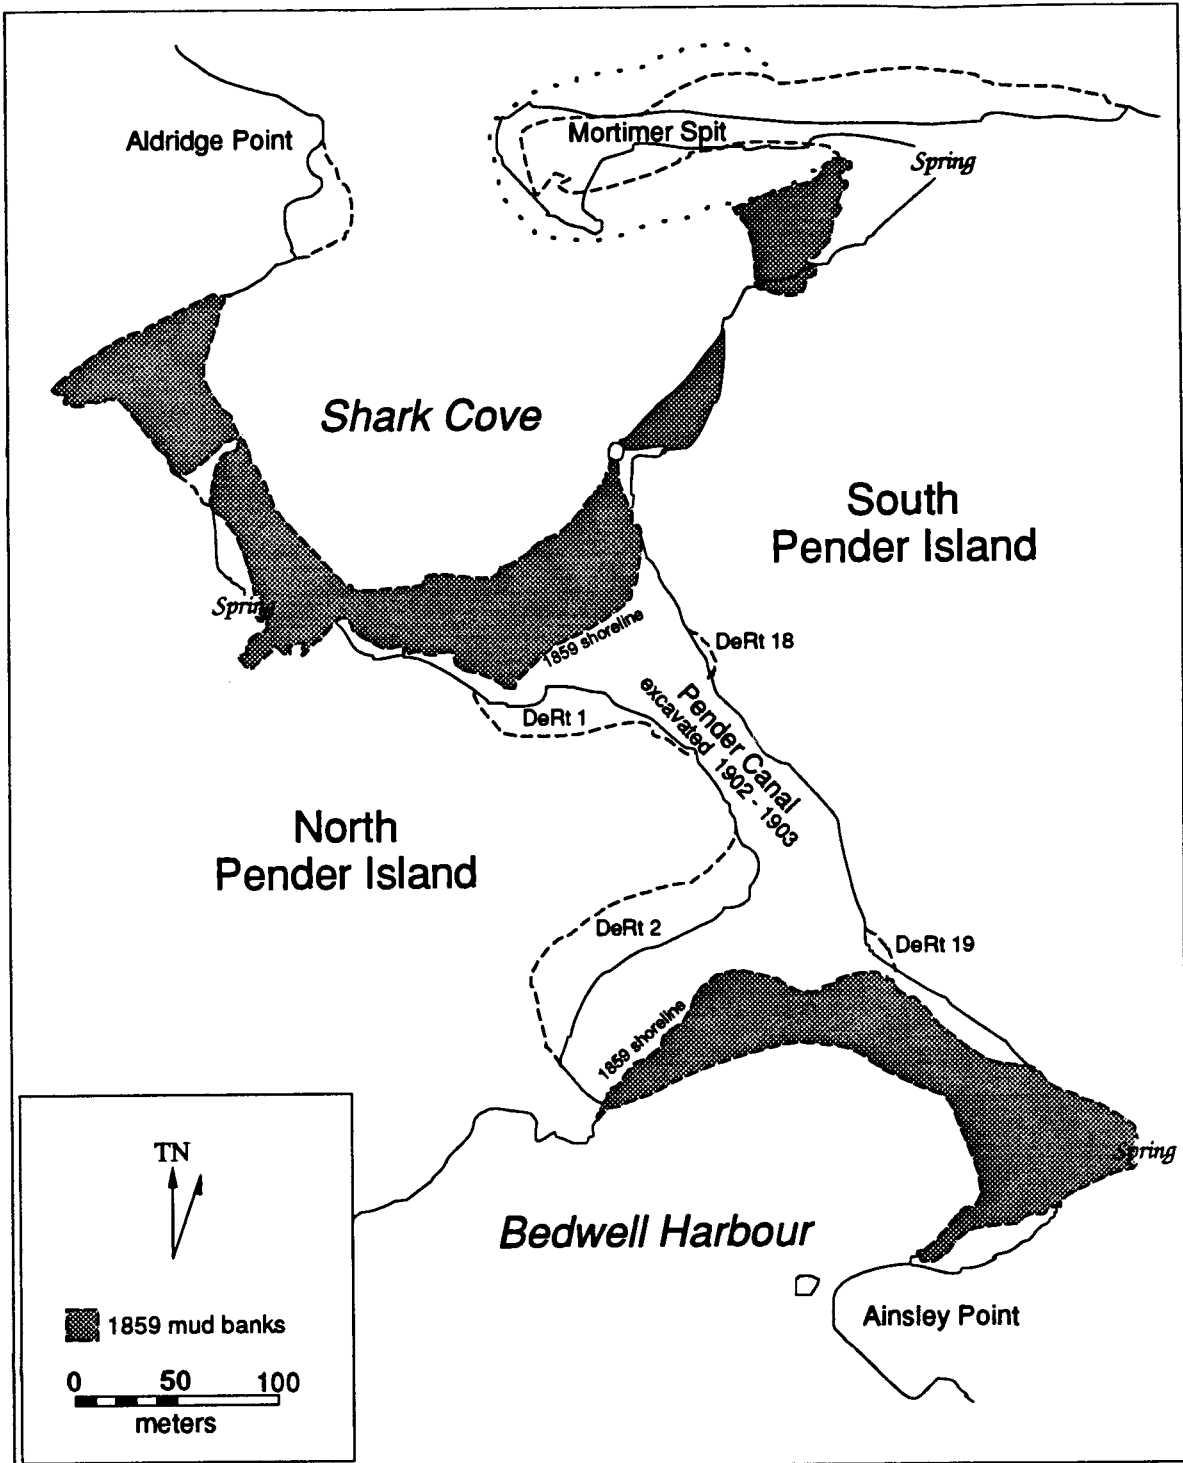 Aldridge Point
Mortimer Spit
Spring
Shark Cove
South
Pender Island
Spring
1859 shoreline
DeRt 18
DeRt 1
Pender Canal
excavated 1902 - 1903
North
Pender Island
DeRt 2
DeRt 19
1859 shoreline
Spring
Bedwell Harbour
Ainsley Point
TN
1859 mud banks
0 50 100
meters